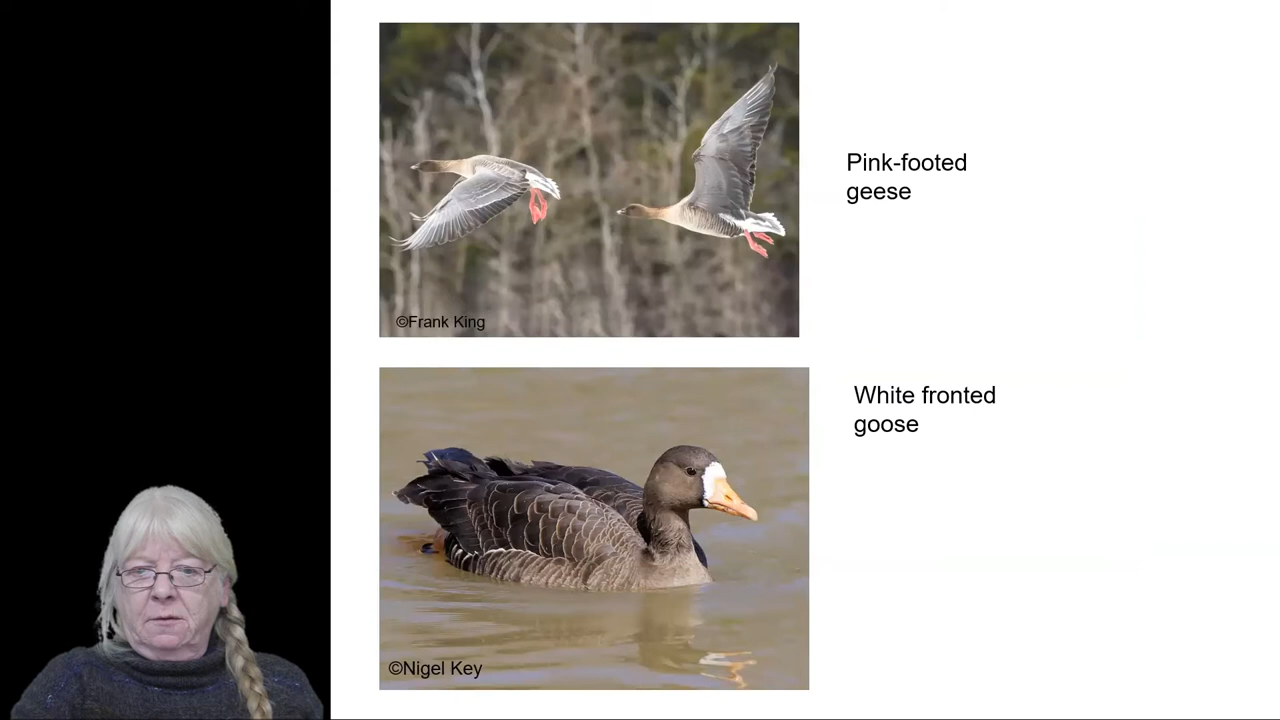 Pink-footed
geese
©Frank King
White fronted
goose
©Nigel Key